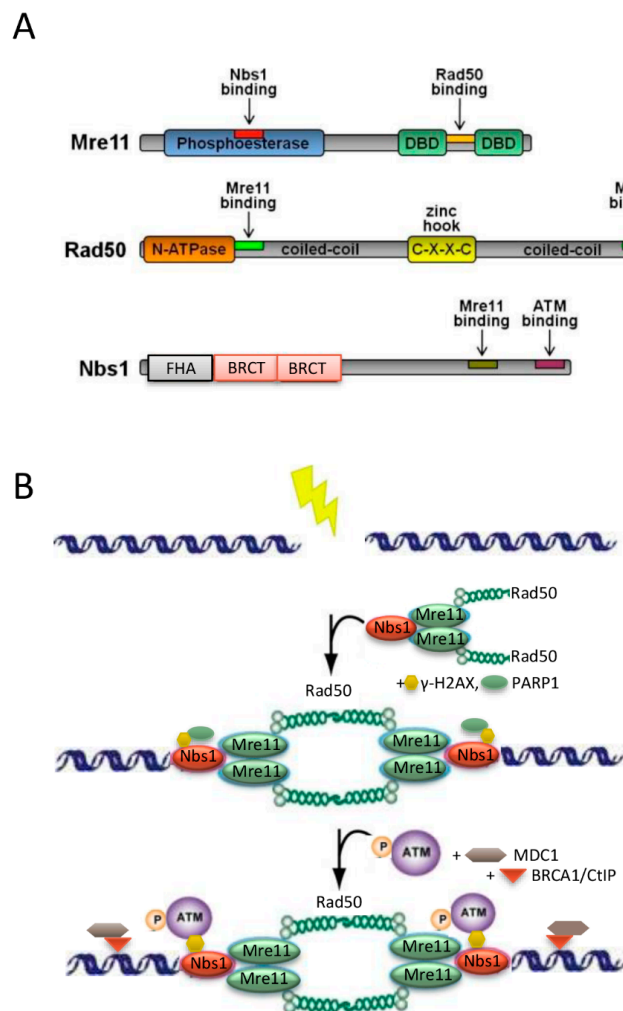 A
Nbs1
binding
Rad50
binding
Mre11
Phosphoesterase
DBD
DBD
Mre11
binding
zinc
hook
M
bi
Rad50
N-ATPase
coiled-coil
C-X-X-C
coiled-coil
Mre11
binding
ATM
binding
Nbs1
FHA
BRCT
BRCT
B
Rad50
Nbs1
Mre11
Mre11
Rad50
+ γ-H2AX, PARP1
Rad50
Nbs1
Mre11
Mre11
Mre11
Mre11
Nbs1
P
ATM
+ MDC1
+ BRCA1/CtIP
Rad50
P
ATM
P
ATM
Nbs1
Mre11
Mre11
Mre11
Mre11
Nbs1